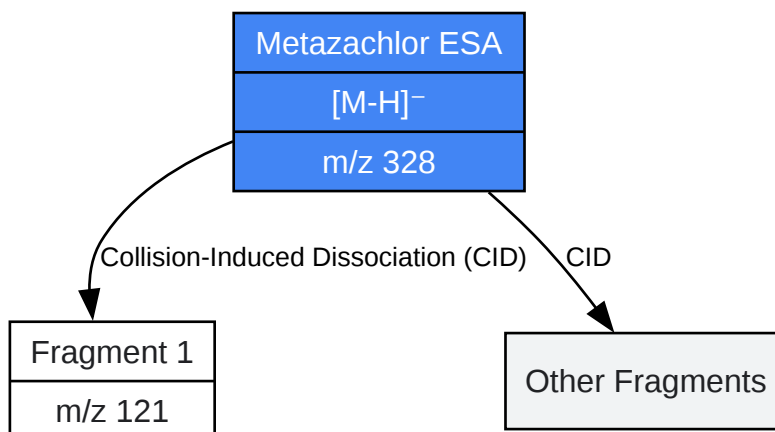 Metazachlor ESA
[M-H]⁻
m/z 328
Collision-Induced Dissociation (CID)
CID
Fragment 1
m/z 121
Other Fragments